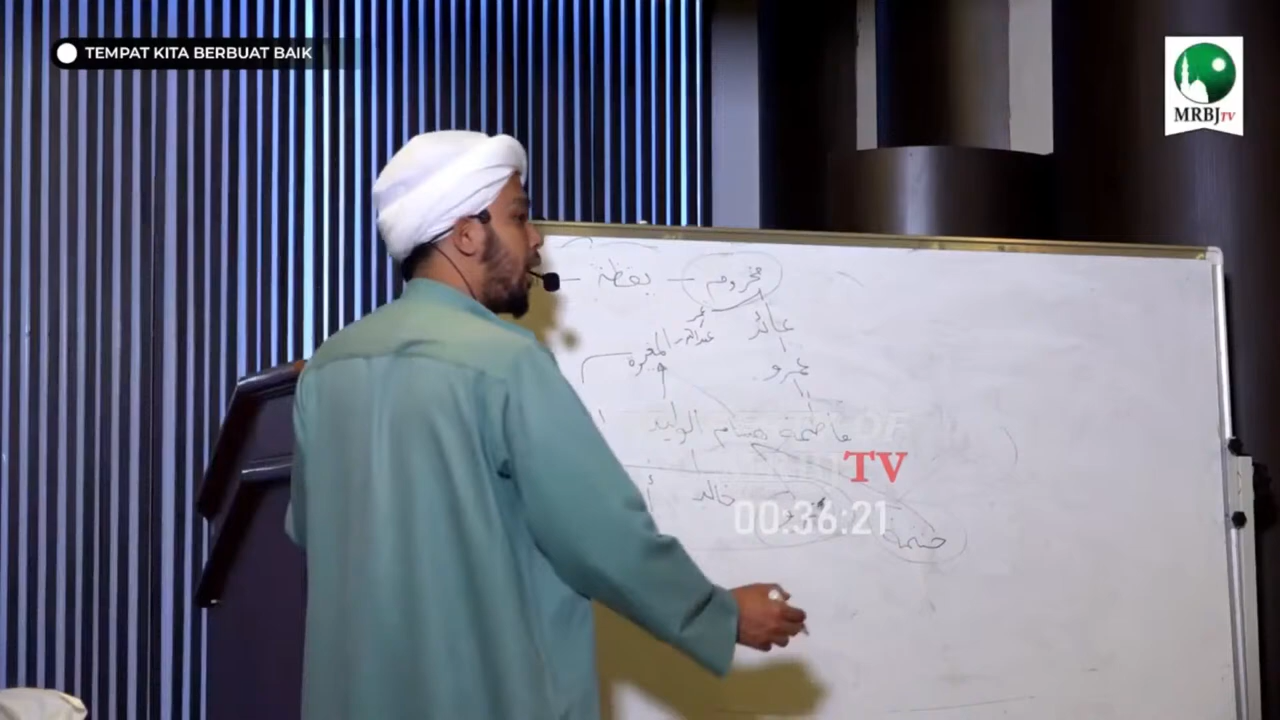 TEMPAT KITA BERBUAT BAIK
MRBJTV
مخزوم — يقظة —
عمر عائذ
عبدالله - المغيرة
عمرو
فاطمة هشام الوليد
خالد
حنتمة
TV
00:36:21